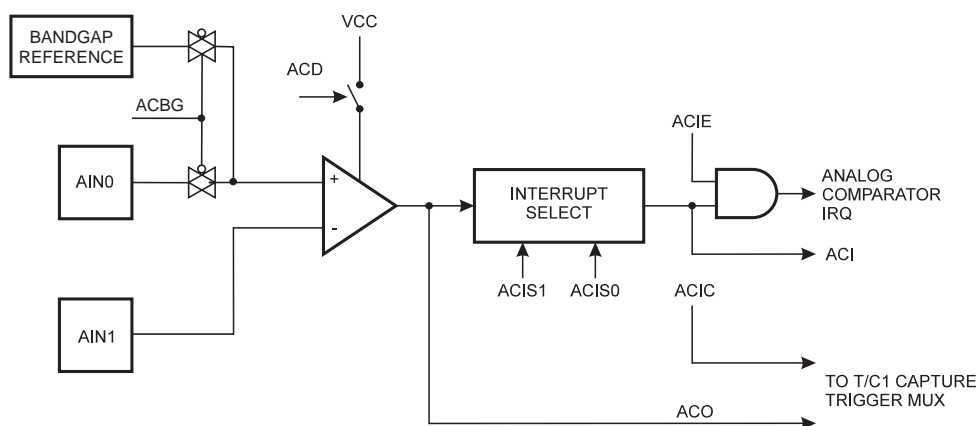 BANDGAP
REFERENCE
VCC
ACD
ACBG
AIN0
+
-
AIN1
INTERRUPT
SELECT
ACIS1
ACIS0
ACIE
ANALOG
COMPARATOR
IRQ
ACI
ACIC
TO T/C1 CAPTURE
TRIGGER MUX
ACO